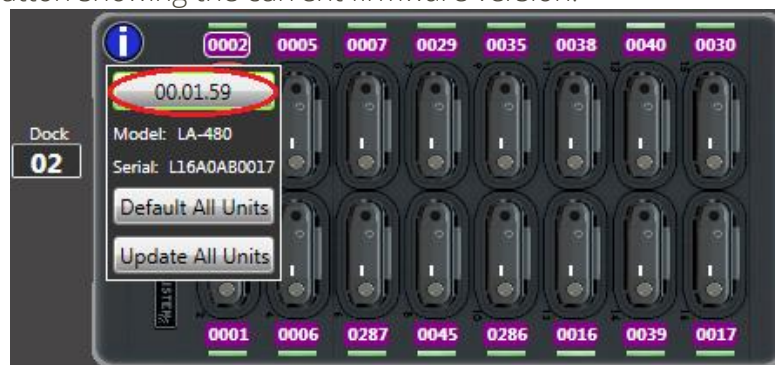 button showing the current firmware version.
0002 0005 0007 0029 0035 0038 0040 0030
00.01.59
Dock
02
Model: LA-480
Serial: L16A0AB0017
Default All Units
Update All Units
0001 0006 0287 0045 0286 0016 0039 0017